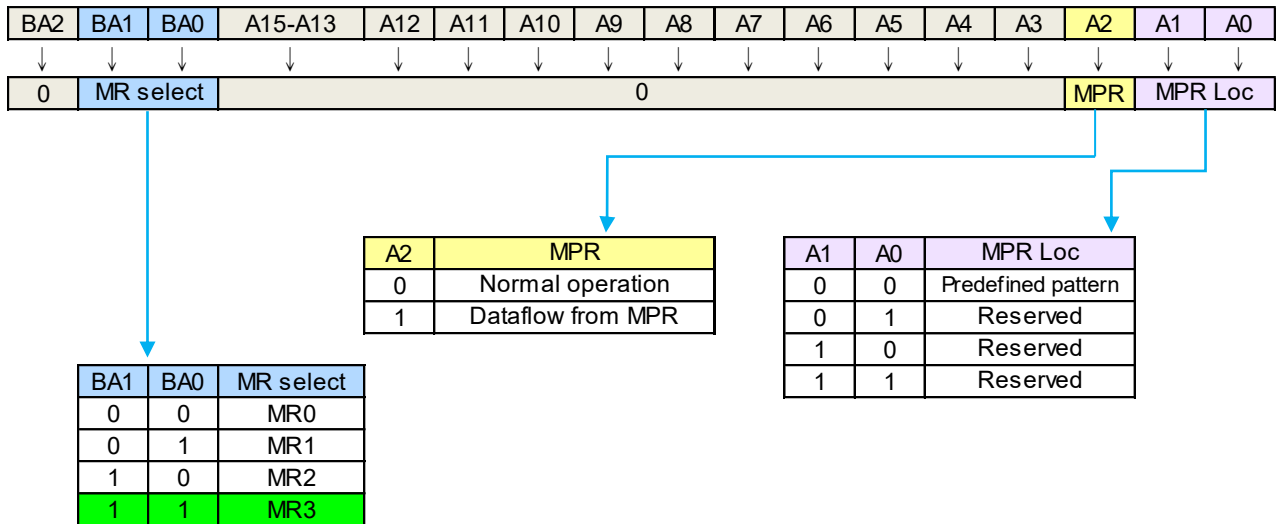 BA2 BA1 BA0 A15-A13 A12 A11 A10 A9 A8 A7 A6 A5 A4 A3 A2 A1 A0
0 MR select 0 MPR MPR Loc
A2 MPR
0 Normal operation
1 Dataflow from MPR
A1 A0 MPR Loc
0 0 Predefined pattern
0 1 Reserved
1 0 Reserved
1 1 Reserved
BA1 BA0 MR select
0 0 MR0
0 1 MR1
1 0 MR2
1 1 MR3